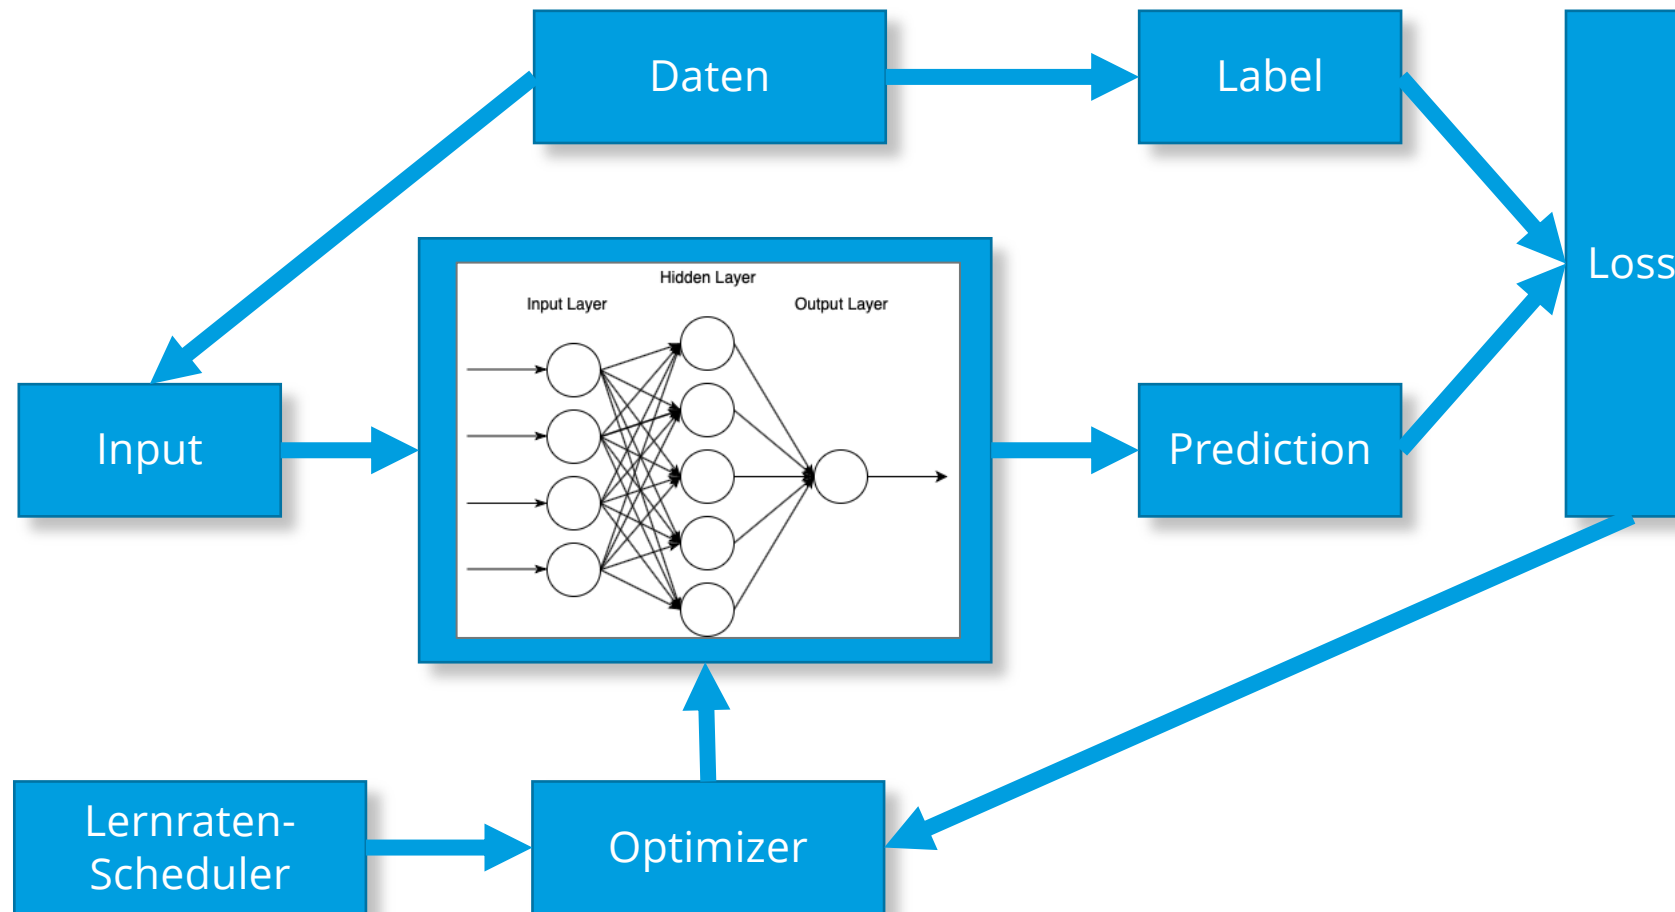 Daten
Label
Loss
Hidden Layer
Input Layer
Output Layer
Input
Prediction
Lernraten-
Scheduler
Optimizer